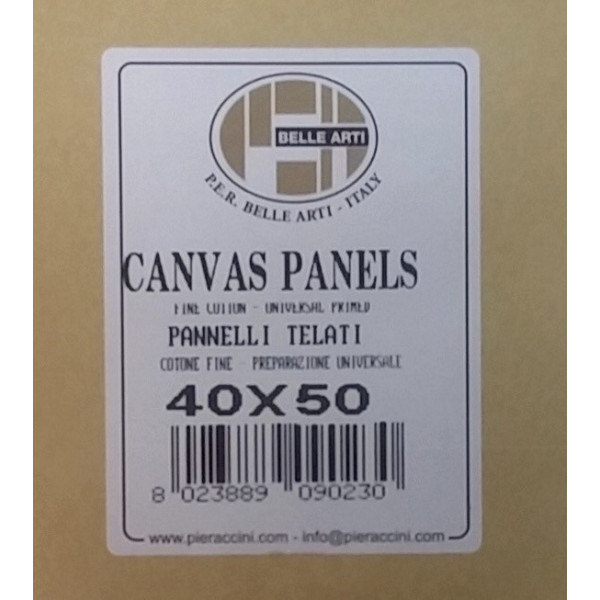 BELLE ARTI
P.E.R. BELLE ARTI - ITALY
CANVAS PANELS
FINE COTTON - UNIVERSAL PRIMED
PANNELLI TELATI
COTONE FINE - PREPARAZIONE UNIVERSALE
40X50
8 023889 090230
www.pieraccini.com - info@pieraccini.com